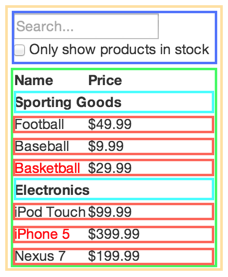 Search...
Only show products in stock
Name Price
Sporting Goods
Football $49.99
Baseball $9.99
Basketball $29.99
Electronics
iPod Touch $99.99
iPhone 5 $399.99
Nexus 7 $199.99